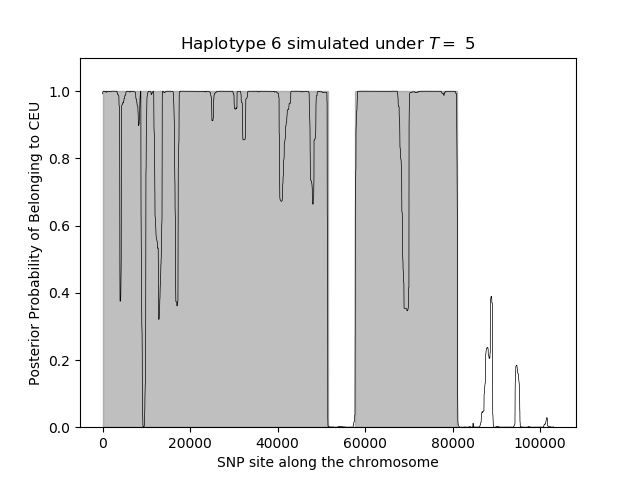 Haplotype 6 simulated under T = 5
Posterior Probability of Belonging to CEU
1.0
0.8
0.6
0.4
0.2
0.0
0 20000 40000 60000 80000 100000
SNP site along the chromosome